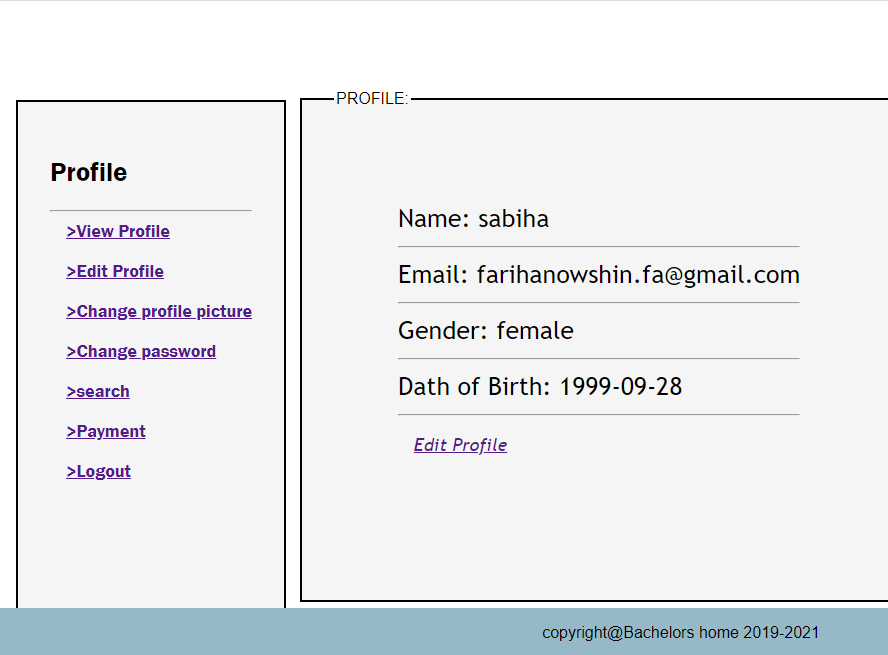 Profile
>View Profile
>Edit Profile
>Change profile picture
>Change password
>search
>Payment
>Logout
PROFILE:
Name: sabiha
Email: farihanowshin.fa@gmail.com
Gender: female
Dath of Birth: 1999-09-28
Edit Profile
copyright@Bachelors home 2019-2021